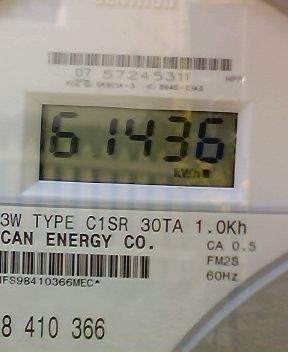 07 57245311
61436
kWh
3W TYPE C1SR 30TA 1.0Kh
CAN ENERGY CO.
CA 0.5
FM2S
60Hz
IFS98410366MEC*
8 410 366